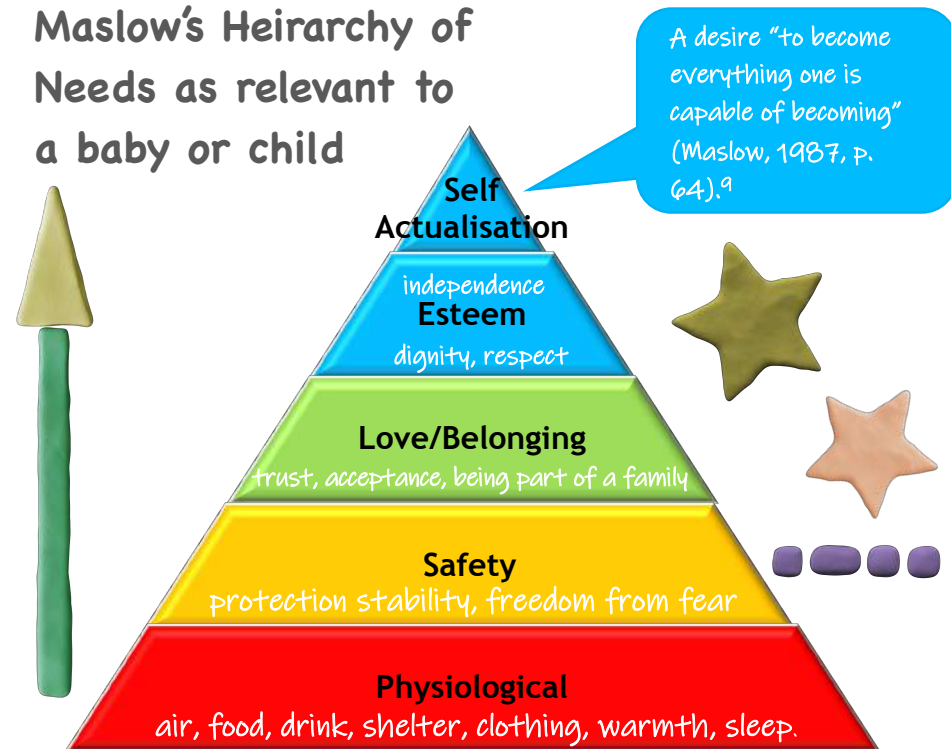 Maslow's Heirarchy of
Needs as relevant to
a baby or child
A desire "to become
everything one is
capable of becoming"
(Maslow, 1987, p.
64).⁹
Self
Actualisation
independence
Esteem
dignity, respect
Love/Belonging
trust, acceptance, being part of a family
Safety
protection stability, freedom from fear
Physiological
air, food, drink, shelter, clothing, warmth, sleep.